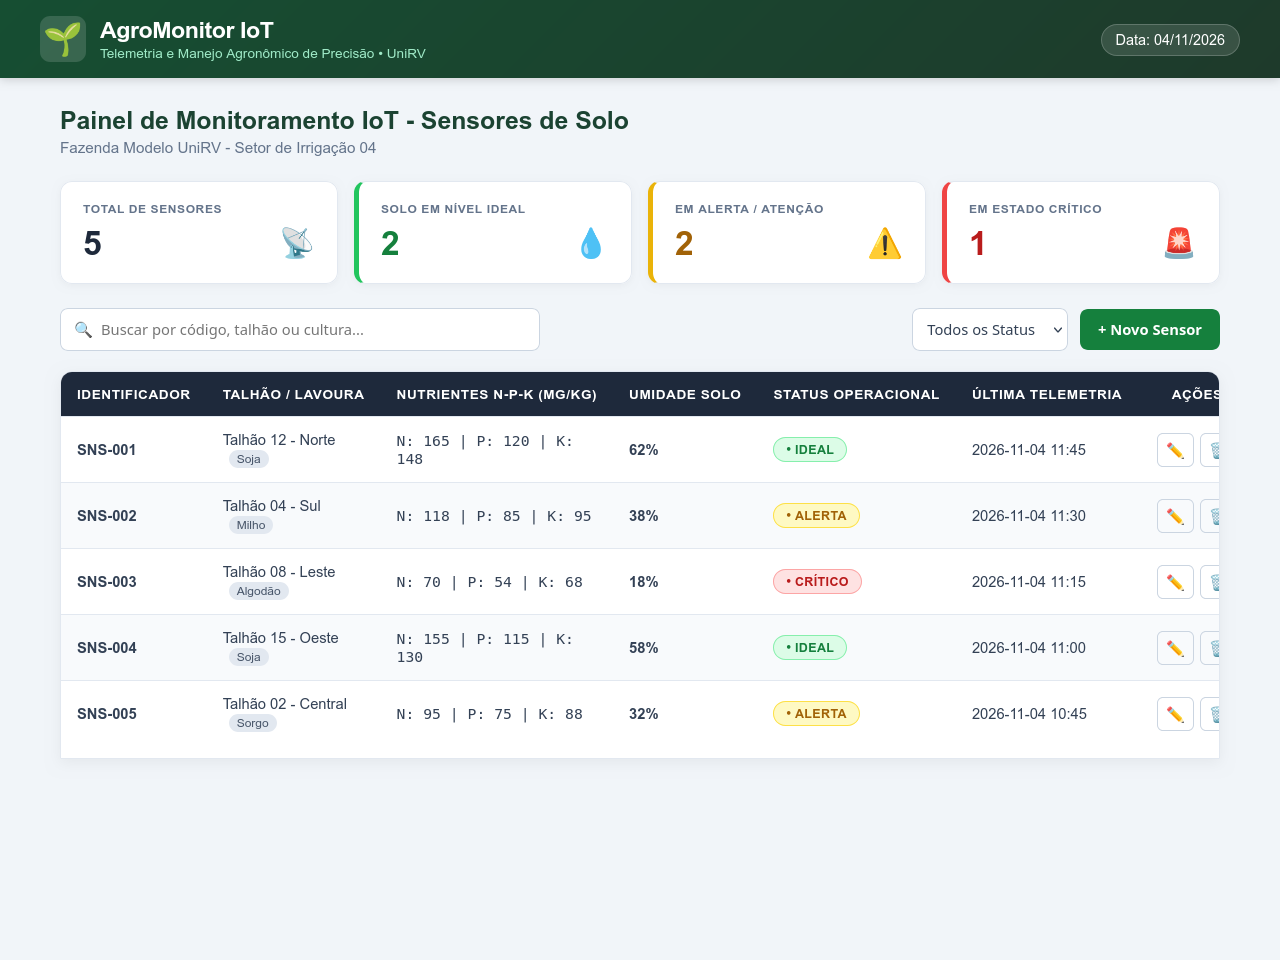 AgroMonitor IoT
Telemetria e Manejo Agronômico de Precisão • UniRV
Data: 04/11/2026
Painel de Monitoramento IoT - Sensores de Solo
Fazenda Modelo UniRV - Setor de Irrigação 04
TOTAL DE SENSORES
5
SOLO EM NÍVEL IDEAL
2
EM ALERTA / ATENÇÃO
2
EM ESTADO CRÍTICO
1
Buscar por código, talhão ou cultura...
Todos os Status
+ Novo Sensor
IDENTIFICADOR TALHÃO / LAVOURA NUTRIENTES N-P-K (MG/KG) UMIDADE SOLO STATUS OPERACIONAL ÚLTIMA TELEMETRIA AÇÕES
SNS-001
Talhão 12 - Norte
Soja
N: 165 | P: 120 | K:
148
62%
• IDEAL
2026-11-04 11:45
SNS-002
Talhão 04 - Sul
Milho
N: 118 | P: 85 | K: 95
38%
• ALERTA
2026-11-04 11:30
SNS-003
Talhão 08 - Leste
Algodão
N: 70 | P: 54 | K: 68
18%
• CRÍTICO
2026-11-04 11:15
SNS-004
Talhão 15 - Oeste
Soja
N: 155 | P: 115 | K:
130
58%
• IDEAL
2026-11-04 11:00
SNS-005
Talhão 02 - Central
Sorgo
N: 95 | P: 75 | K: 88
32%
• ALERTA
2026-11-04 10:45